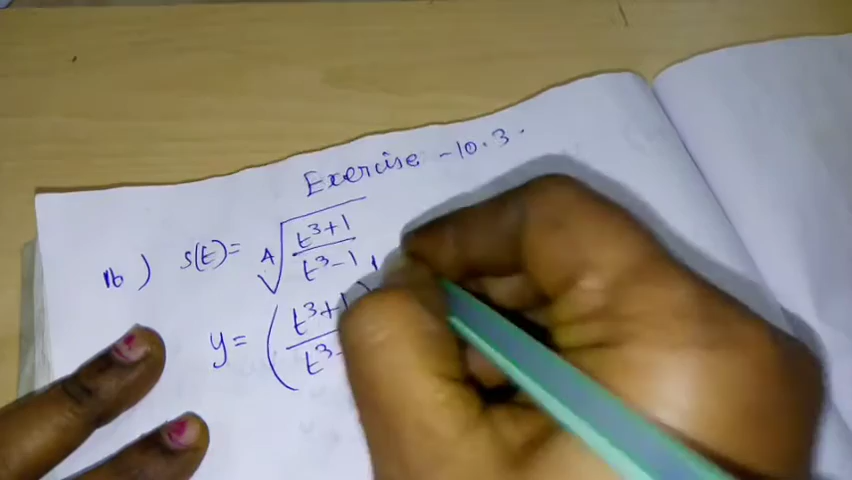 Exercise -10.3.
16) s(t) = ⁴√((t³+1)/(t³-1))
y = ((t³+1)/(t³-